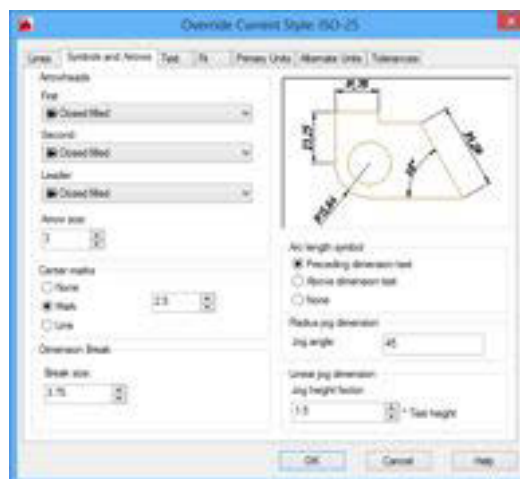 Override Current Style: ISO-25
Lines Symbols and Arrows Text Fit Primary Units Alternate Units Tolerances
Arrowheads
First:
Closed filled
Second:
Closed filled
Leader:
Closed filled
Arrow size:
3
Center marks
None
Mark
2.5
Line
Dimension Break
Break size:
3.75
Arc length symbol
Preceding dimension text
Above dimension text
None
Radius jog dimension
Jog angle: 45
Linear jog dimension
Jog height factor:
1.5 * Text height
OK Cancel Help